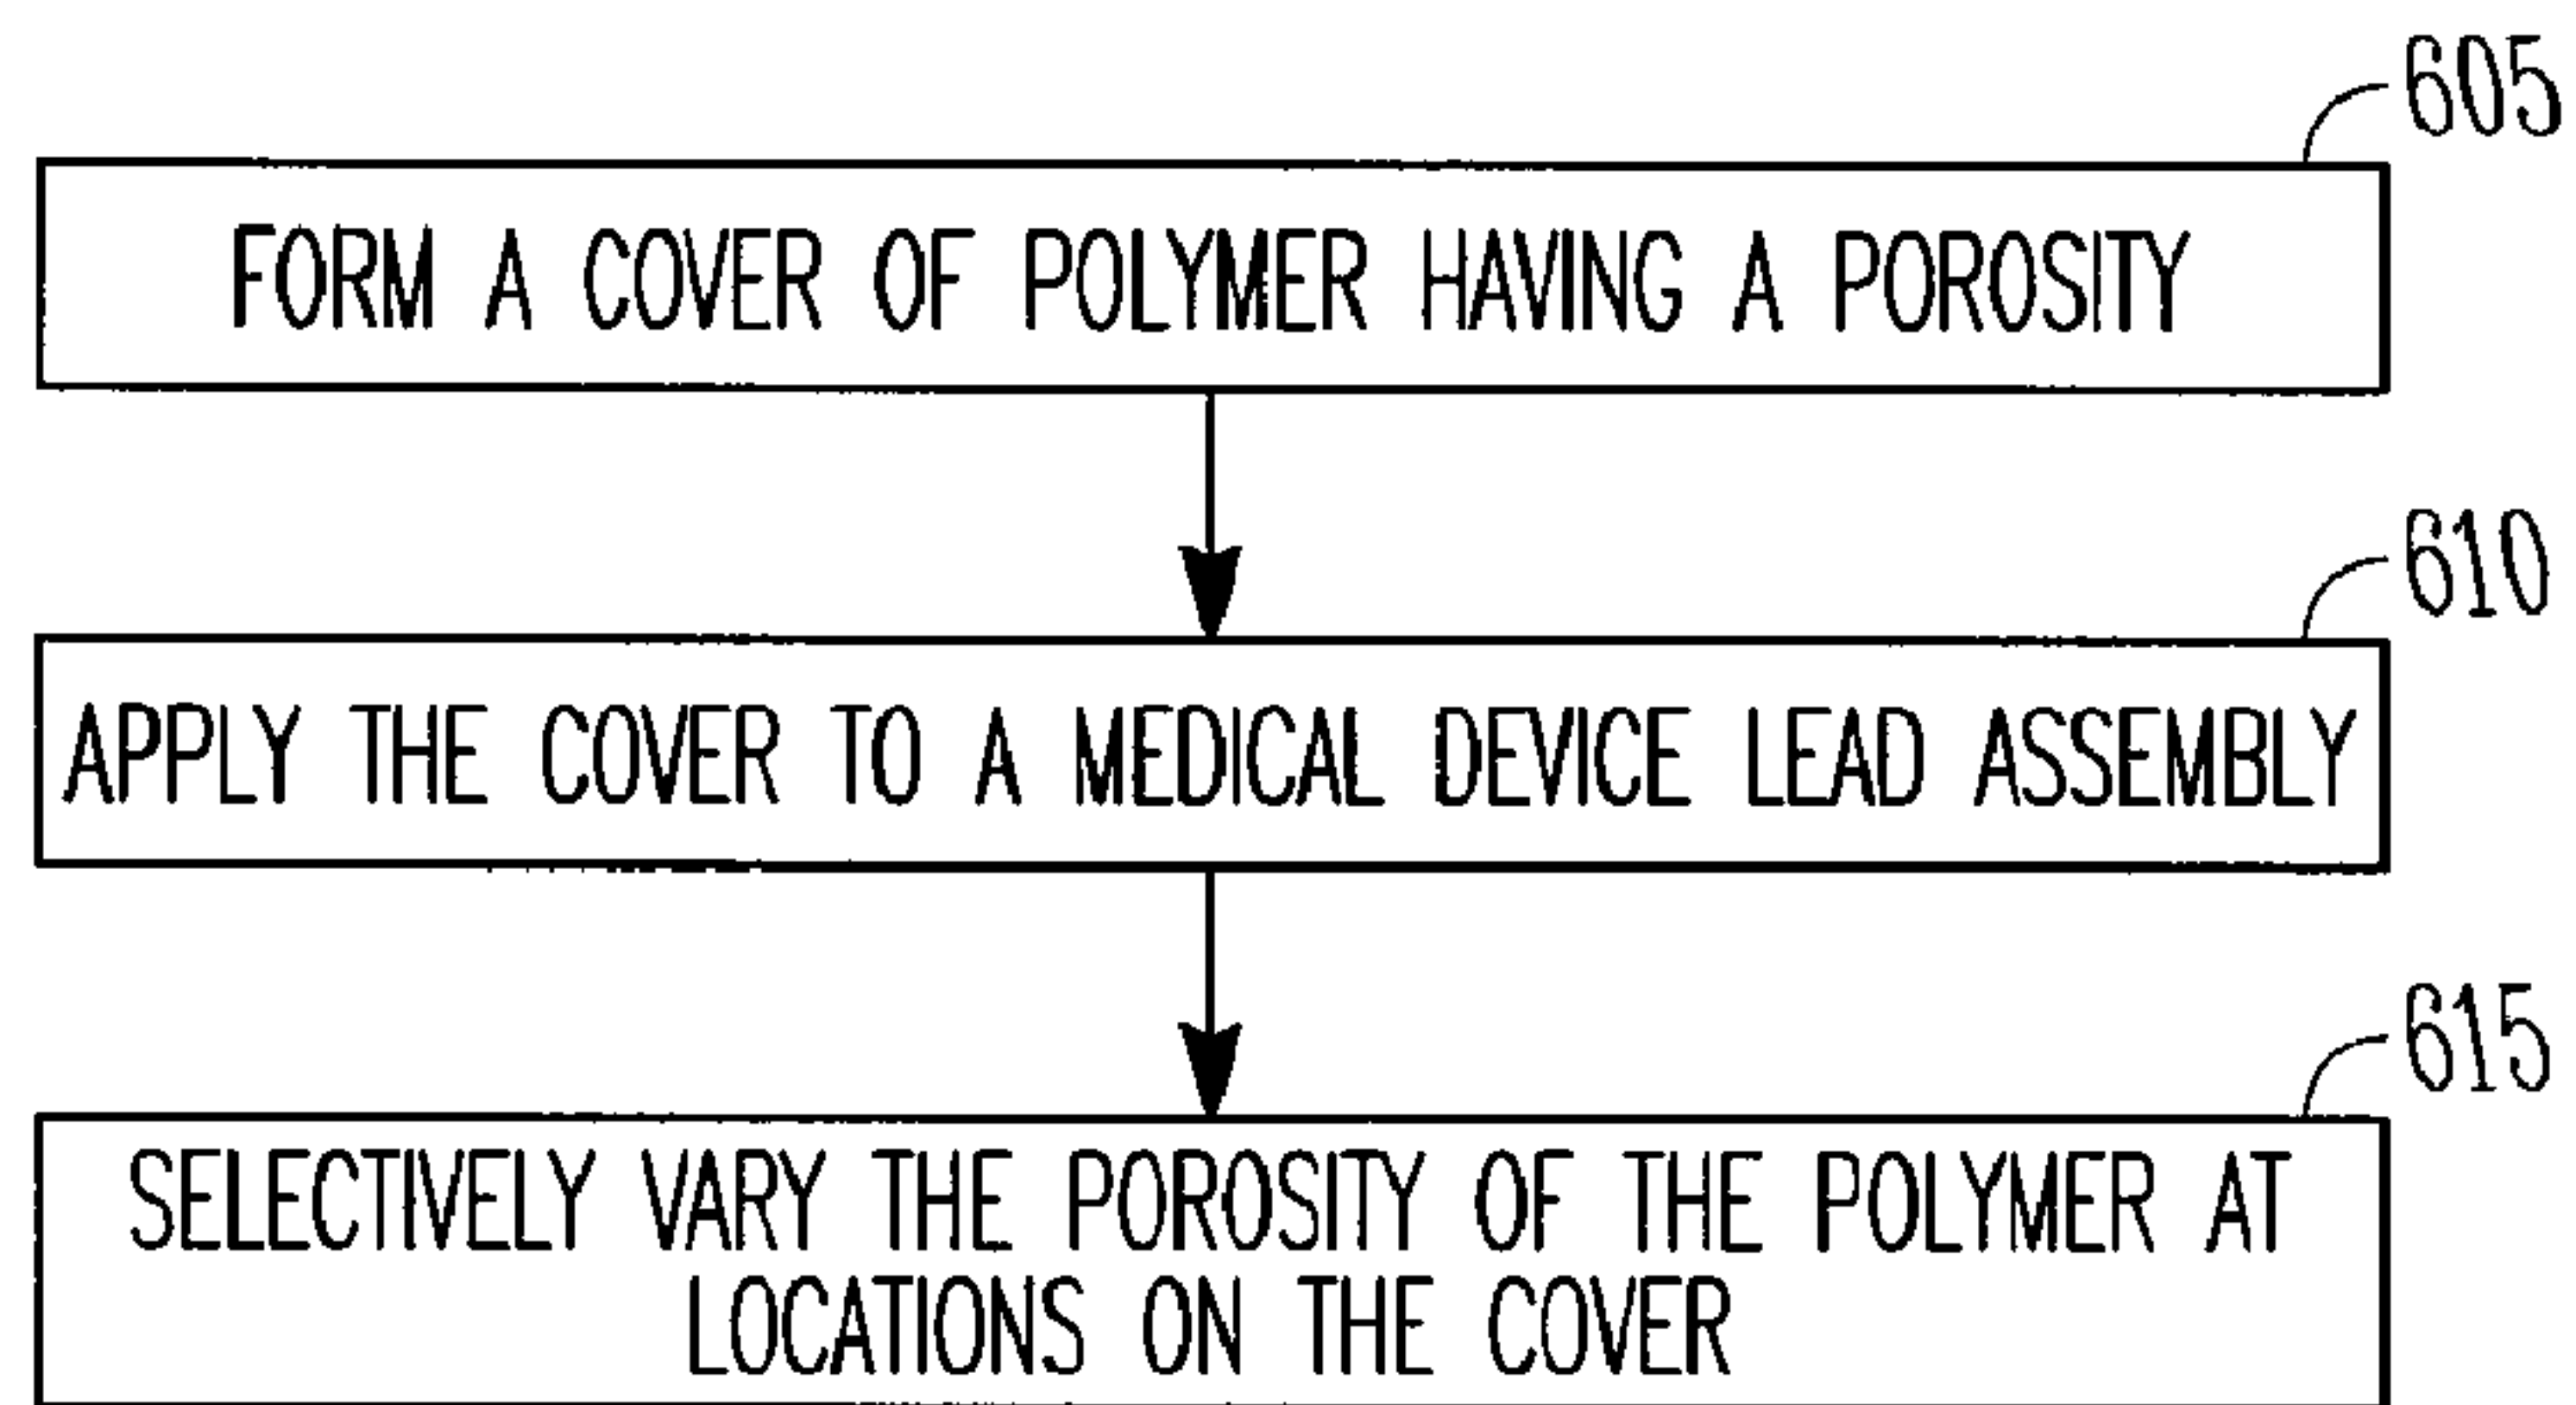 605
FORM A COVER OF POLYMER HAVING A POROSITY
610
APPLY THE COVER TO A MEDICAL DEVICE LEAD ASSEMBLY
615
SELECTIVELY VARY THE POROSITY OF THE POLYMER AT
LOCATIONS ON THE COVER